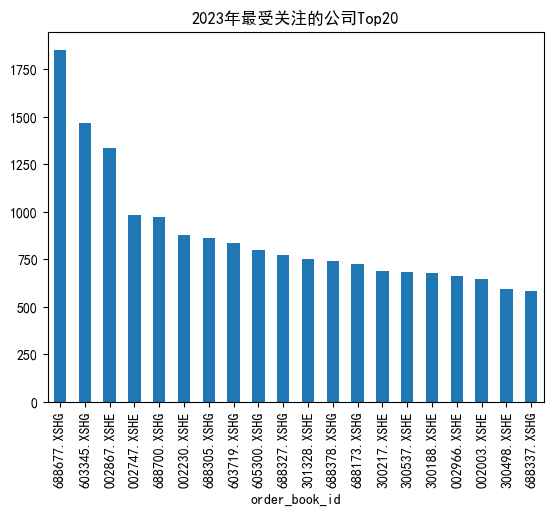 2023年最受关注的公司Top20
1750
1500
1250
1000
750
500
250
0
688677.XSHG
603345.XSHG
002867.XSHE
002747.XSHE
688700.XSHG
002230.XSHE
688305.XSHG
603719.XSHG
605300.XSHG
688327.XSHG
301328.XSHE
688378.XSHG
688173.XSHG
300217.XSHE
300537.XSHE
300188.XSHE
002966.XSHE
002003.XSHE
300498.XSHE
688337.XSHG
order_book_id